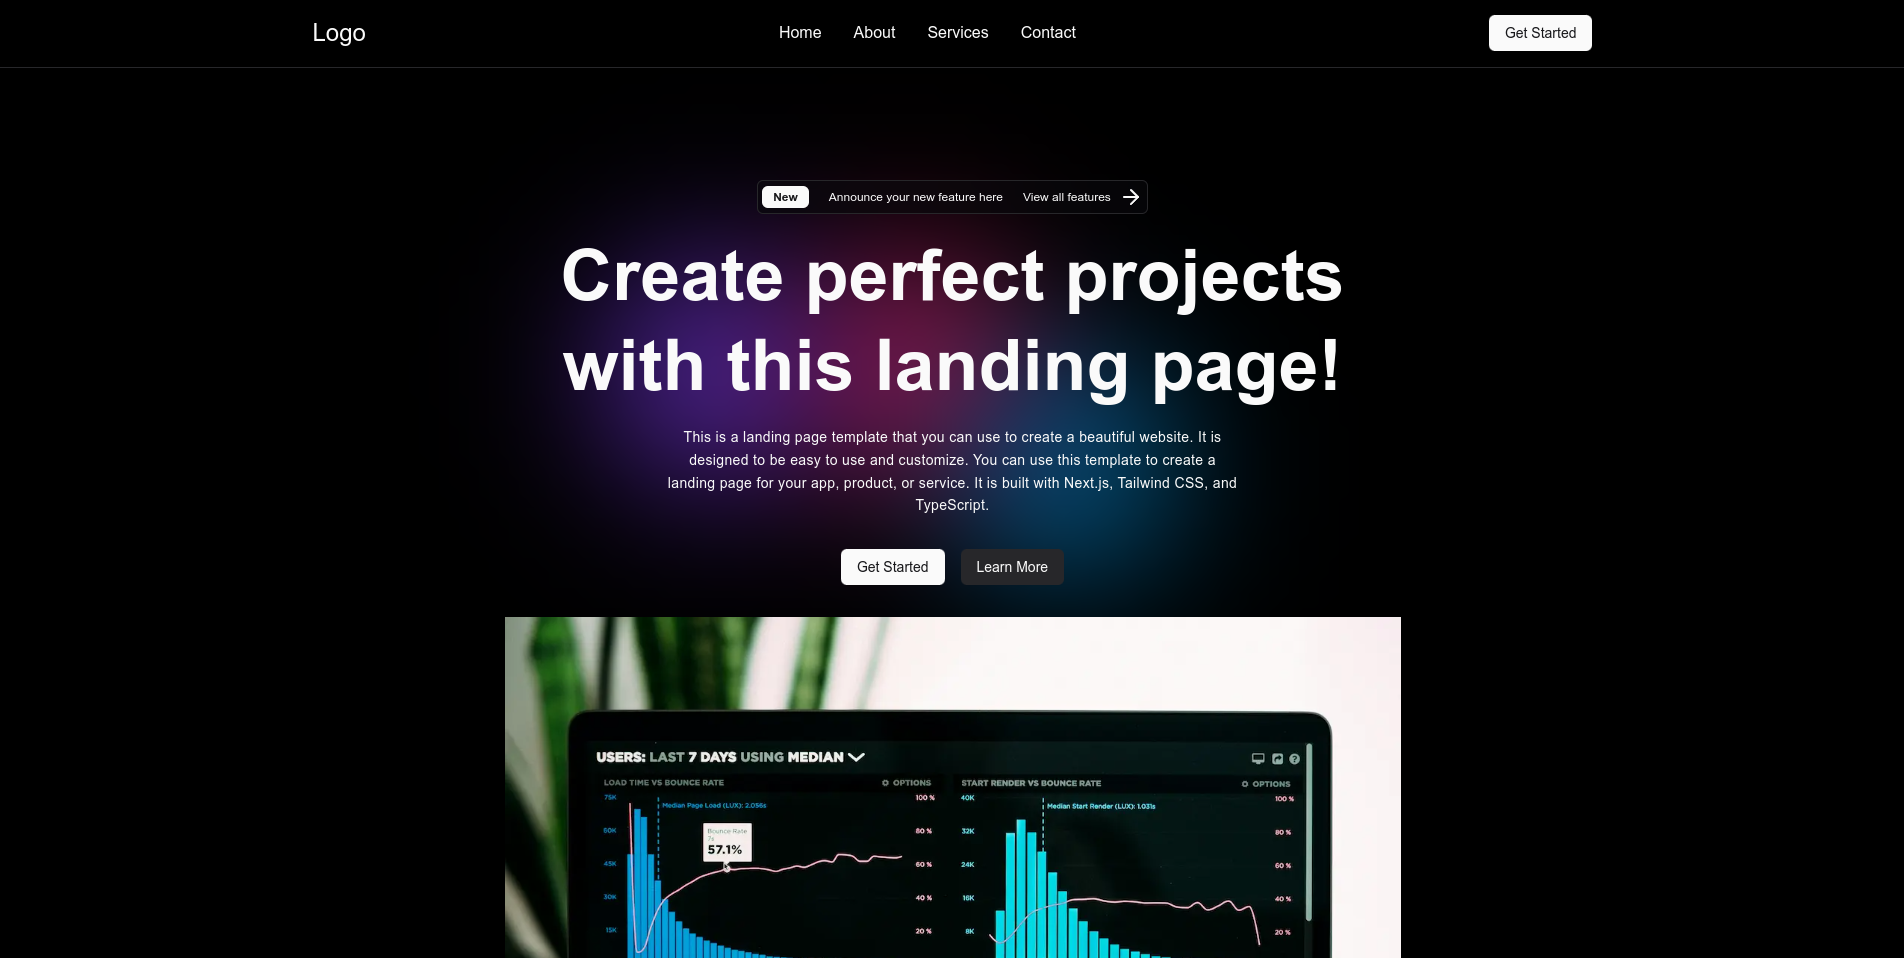 Logo
Home About Services Contact
Get Started
New Announce your new feature here View all features
Create perfect projects
with this landing page!
This is a landing page template that you can use to create a beautiful website. It is
designed to be easy to use and customize. You can use this template to create a
landing page for your app, product, or service. It is built with Next.js, Tailwind CSS, and
TypeScript.
Get Started Learn More
USERS: LAST 7 DAYS USING MEDIAN
LOAD TIME VS BOUNCE RATE
OPTIONS
75K
60K
45K
30K
15K
Median Page Load (LUX): 2.056s
Bounce Rate
7s
57.1%
100 %
80 %
60 %
40 %
20 %
START RENDER VS BOUNCE RATE
OPTIONS
40K
32K
24K
16K
8K
Median Start Render (LUX): 1.031s
100 %
80 %
60 %
40 %
20 %